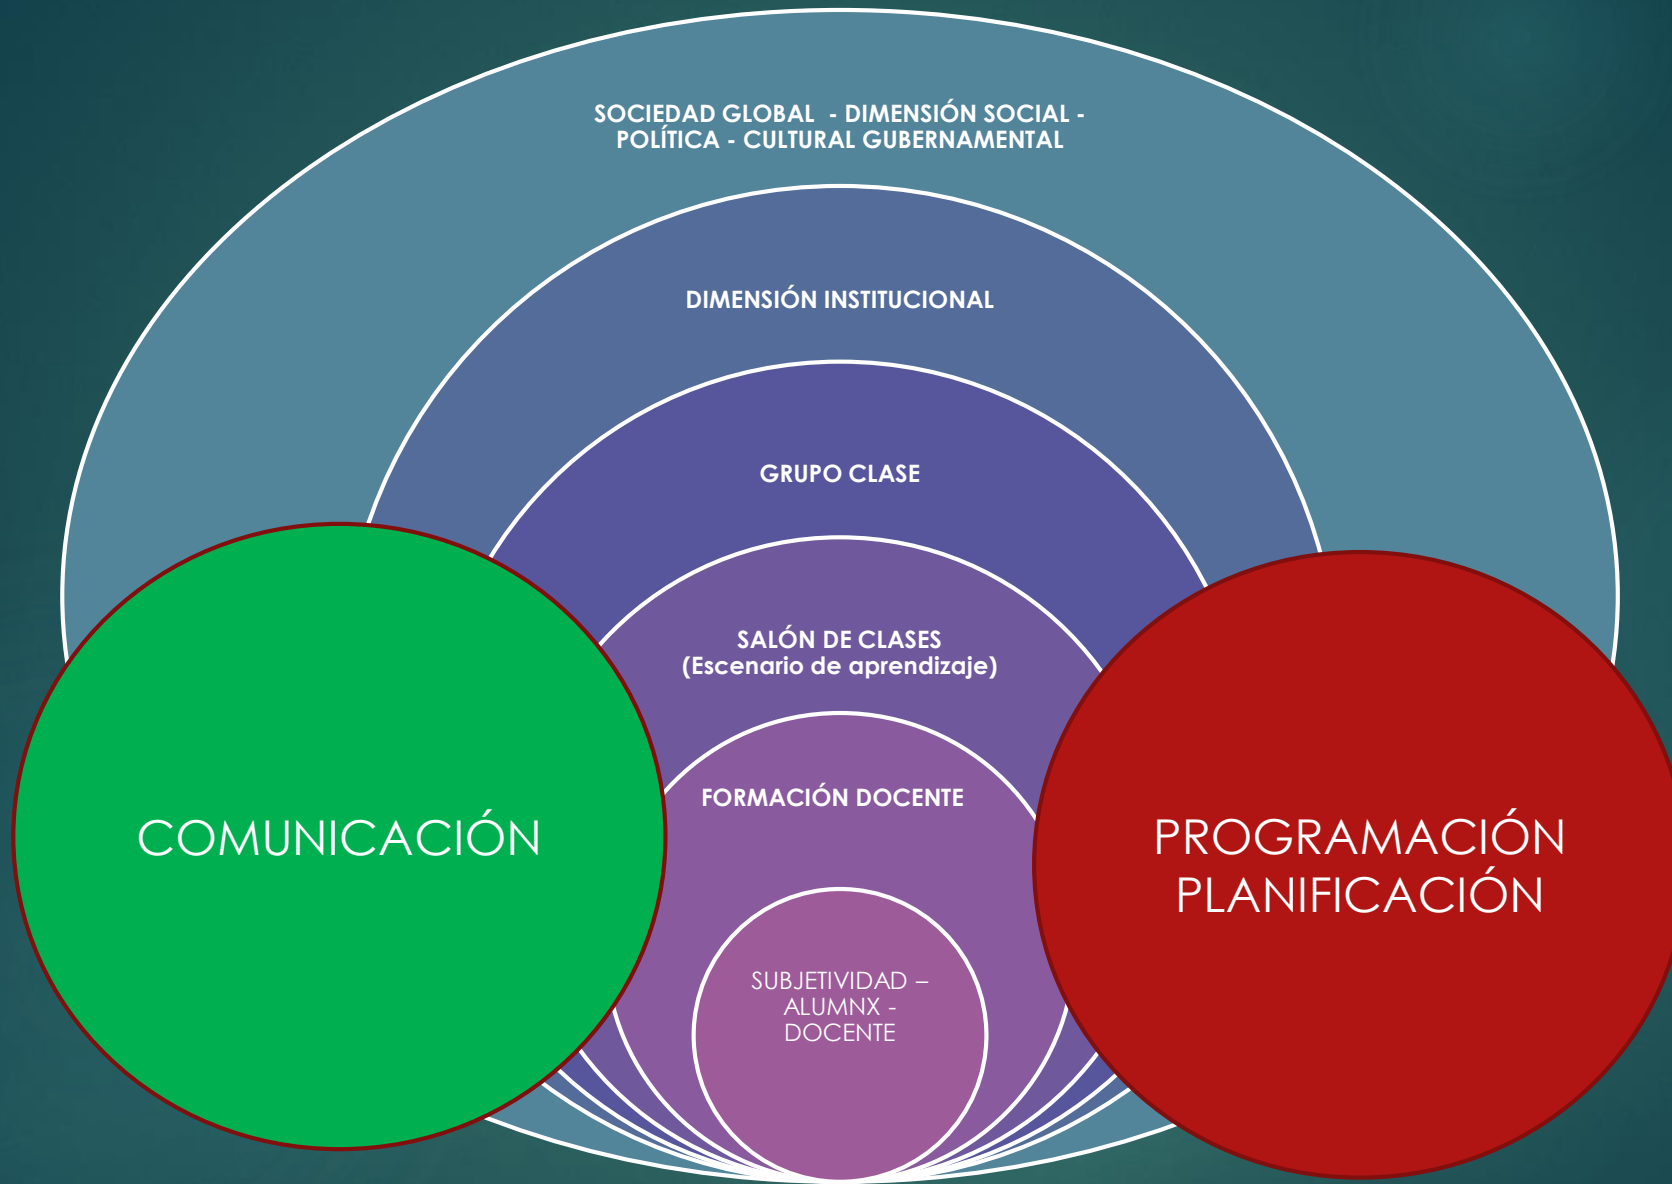 SOCIEDAD GLOBAL - DIMENSIÓN SOCIAL -
POLÍTICA - CULTURAL GUBERNAMENTAL
DIMENSIÓN INSTITUCIONAL
GRUPO CLASE
SALÓN DE CLASES
(Escenario de aprendizaje)
FORMACIÓN DOCENTE
COMUNICACIÓN
PROGRAMACIÓN
PLANIFICACIÓN
SUBJETIVIDAD –
ALUMNX -
DOCENTE